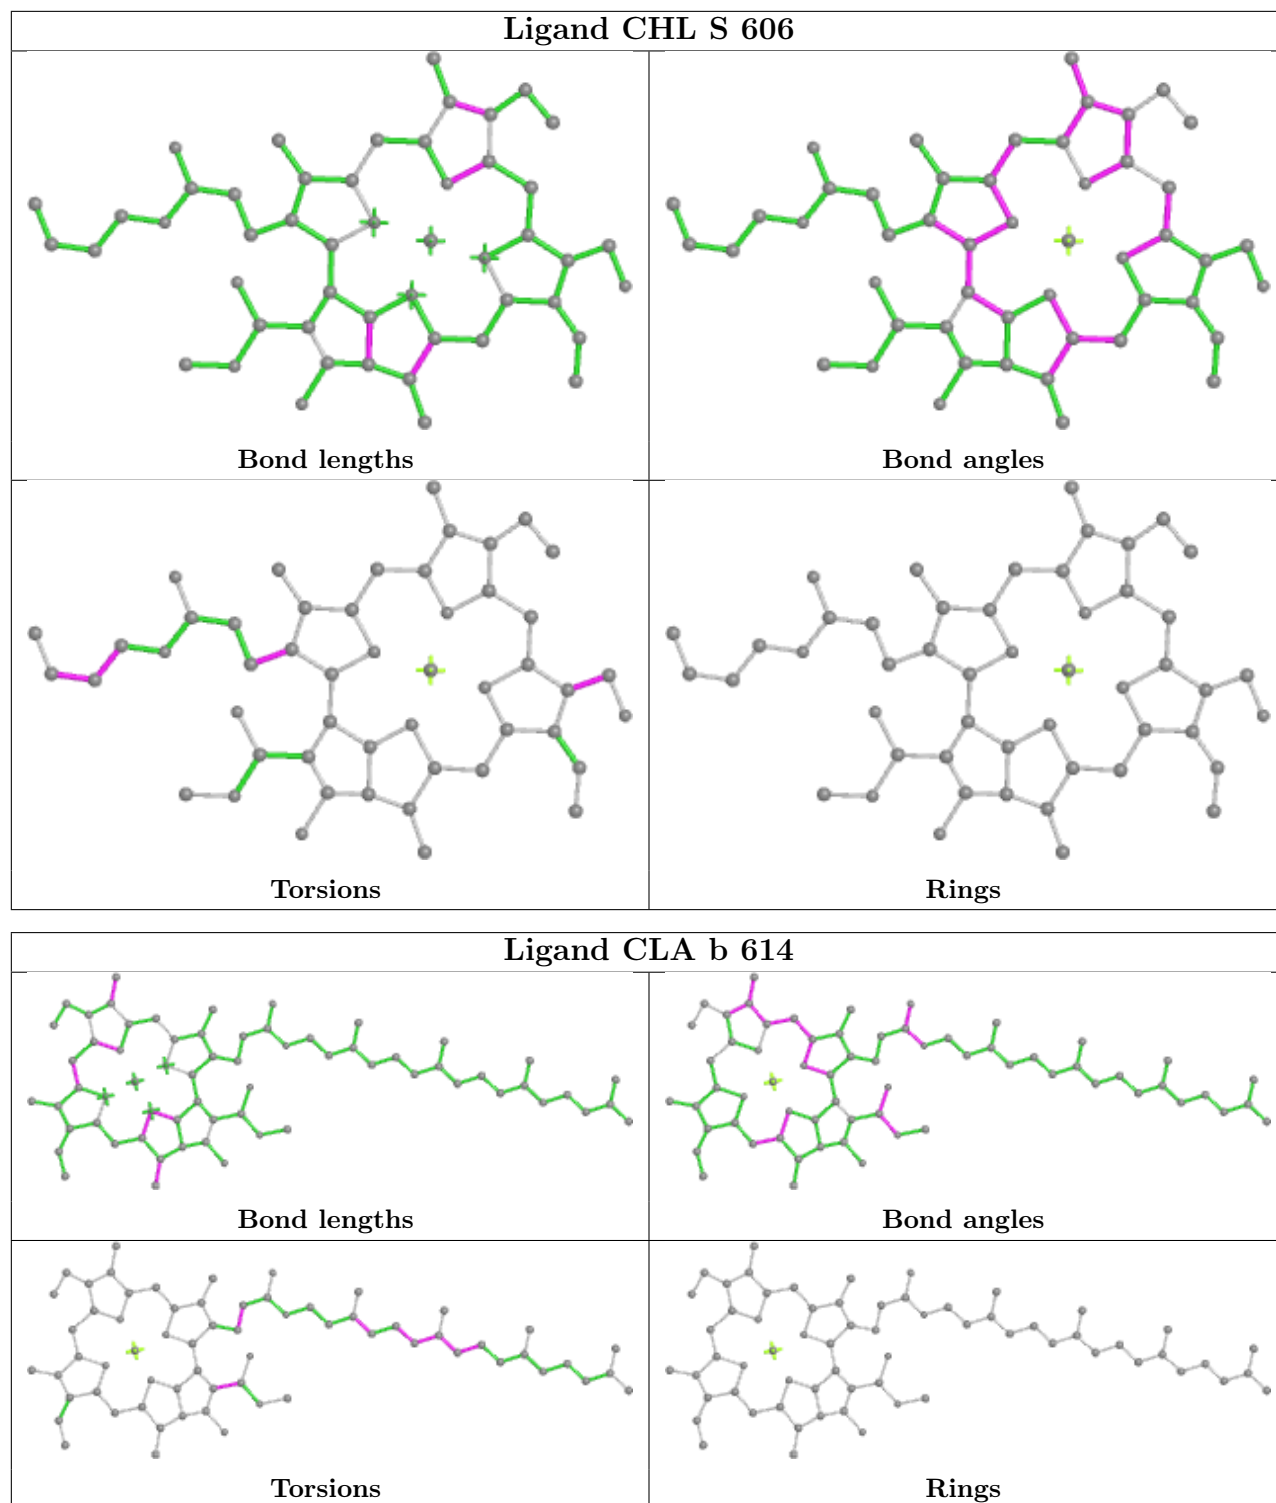 Ligand CHL S 606
Bond lengths
Bond angles
Torsions
Rings
Ligand CLA b 614
Bond lengths
Bond angles
Torsions
Rings